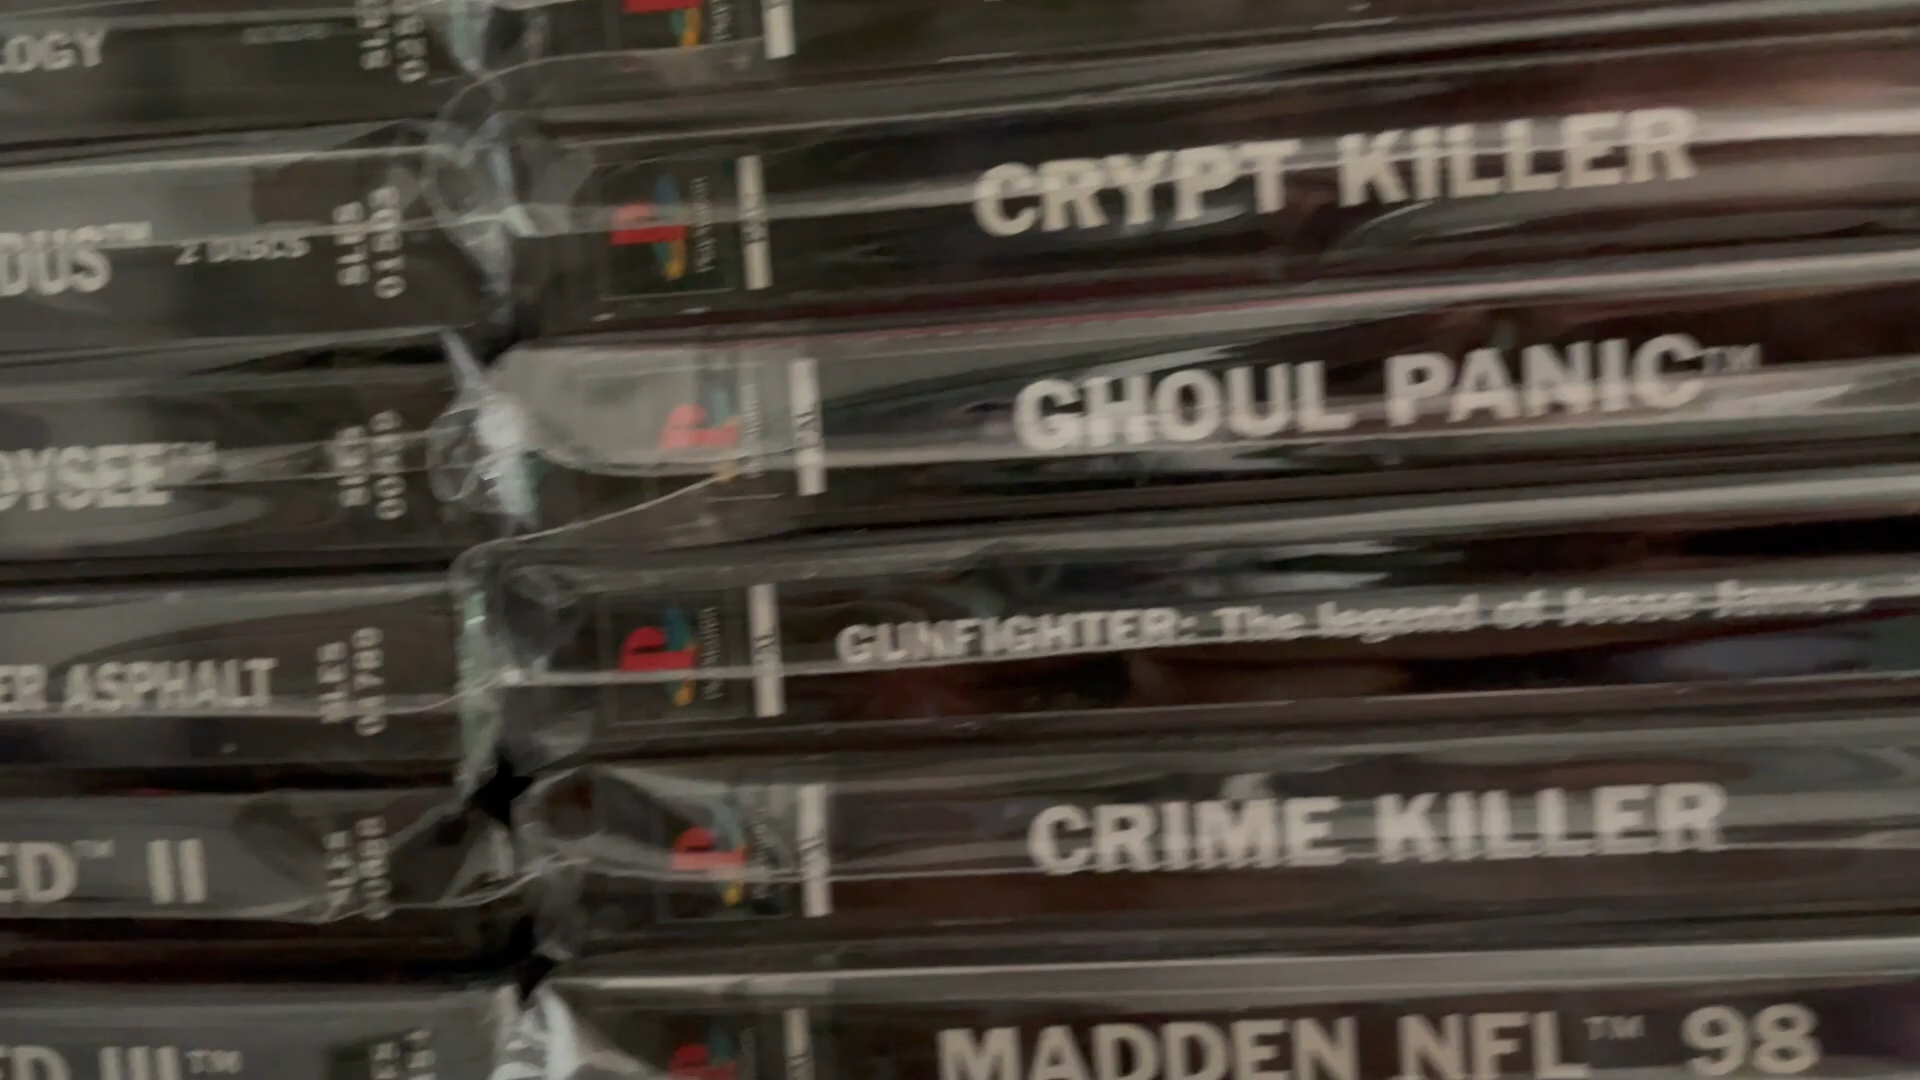 LOGY
CRYPT KILLER
DUS™ 2 DISCS
GHOUL PANIC™
DYSEE™
GUNFIGHTER: The legend of Jesse James
ER ASPHALT
CRIME KILLER
ED™ II
MADDEN NFL™ 98
ED III™